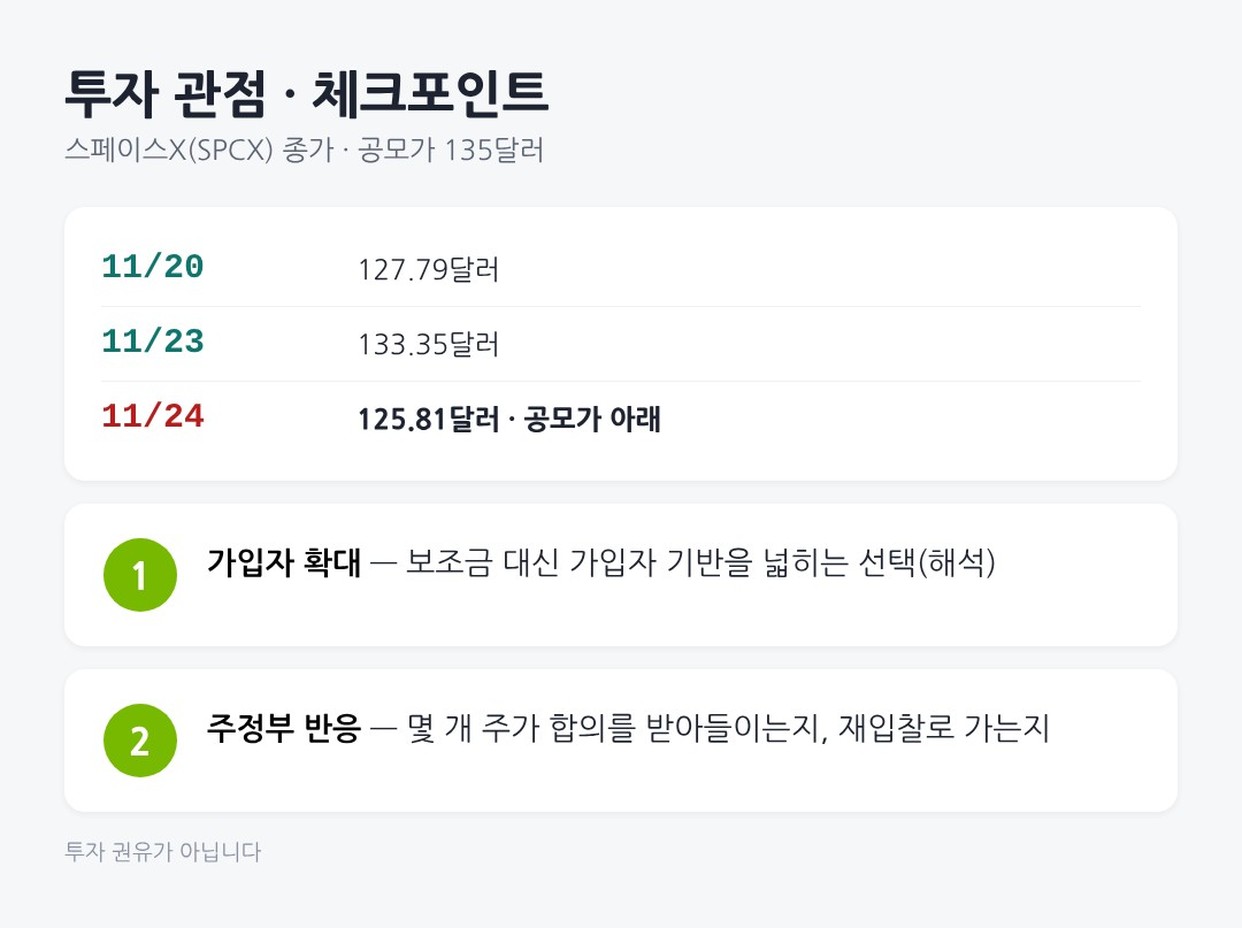 투자 관점 · 체크포인트
스페이스X(SPCX) 종가 · 공모가 135달러
11/20 127.79달러
11/23 133.35달러
11/24 125.81달러 · 공모가 아래
1 가입자 확대 — 보조금 대신 가입자 기반을 넓히는 선택(해석)
2 주정부 반응 — 몇 개 주가 합의를 받아들이는지, 재입찰로 가는지
투자 권유가 아닙니다